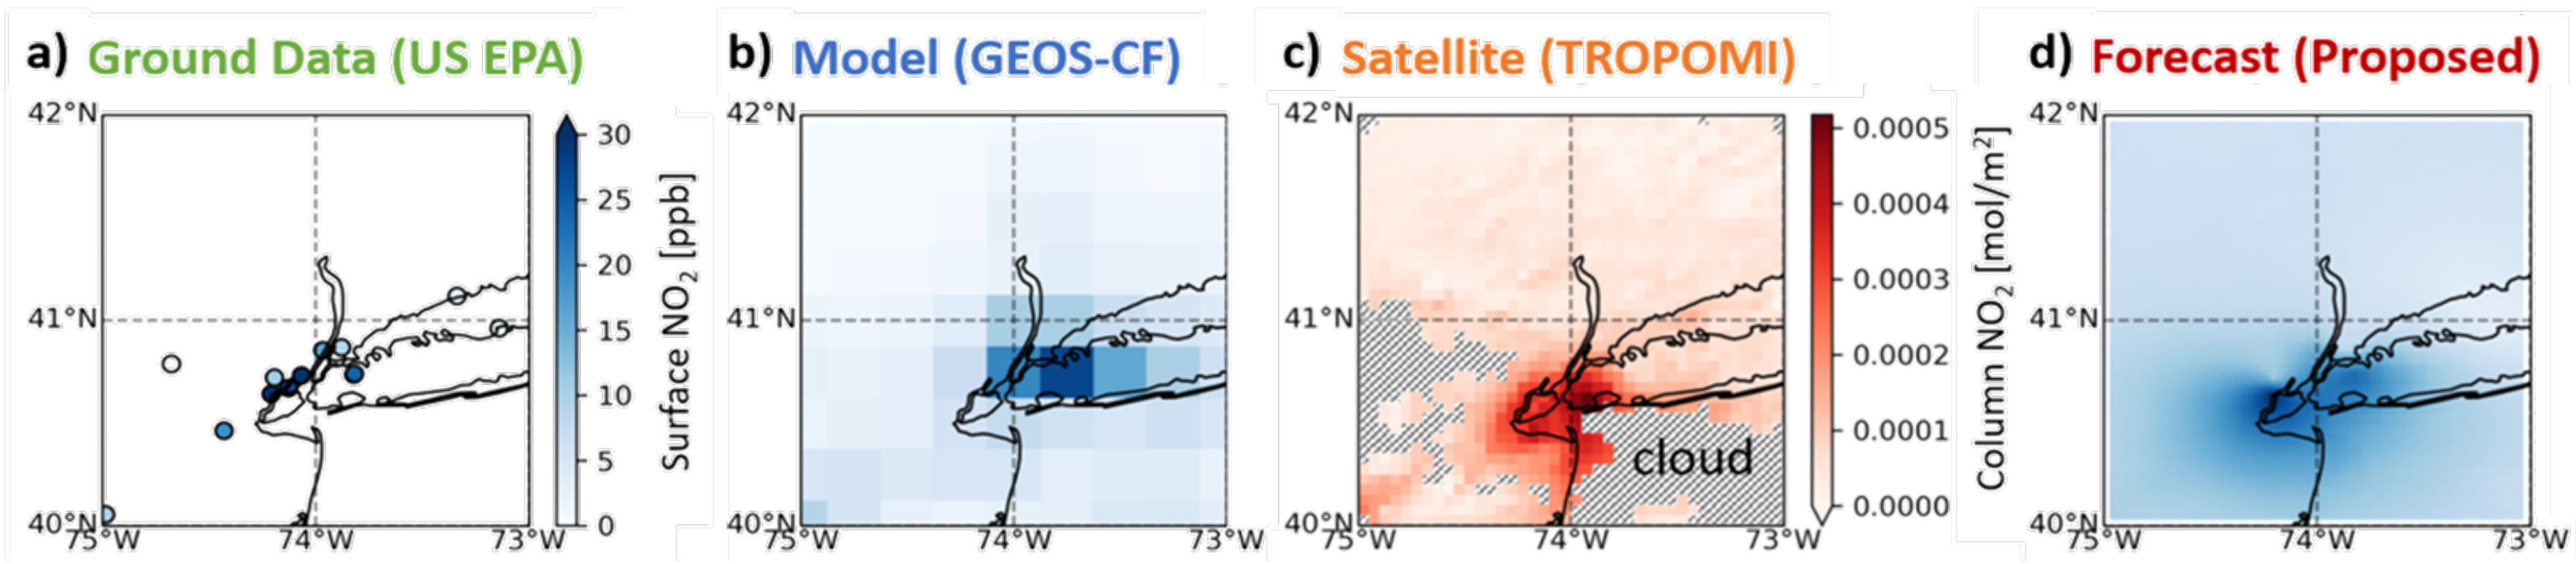 a) Ground Data (US EPA)
42°N
41°N
40°N
75°W 74°W 73°W
30
25
20
15
10
5
0
Surface NO₂ [ppb]
b) Model (GEOS-CF)
42°N
41°N
40°N
75°W 74°W 73°W
c) Satellite (TROPOMI)
42°N
41°N
40°N
cloud
75°W 74°W 73°W
0.0005
0.0004
0.0003
0.0002
0.0001
0.0000
Column NO₂ [mol/m²]
d) Forecast (Proposed)
42°N
41°N
40°N
75°W 74°W 73°W